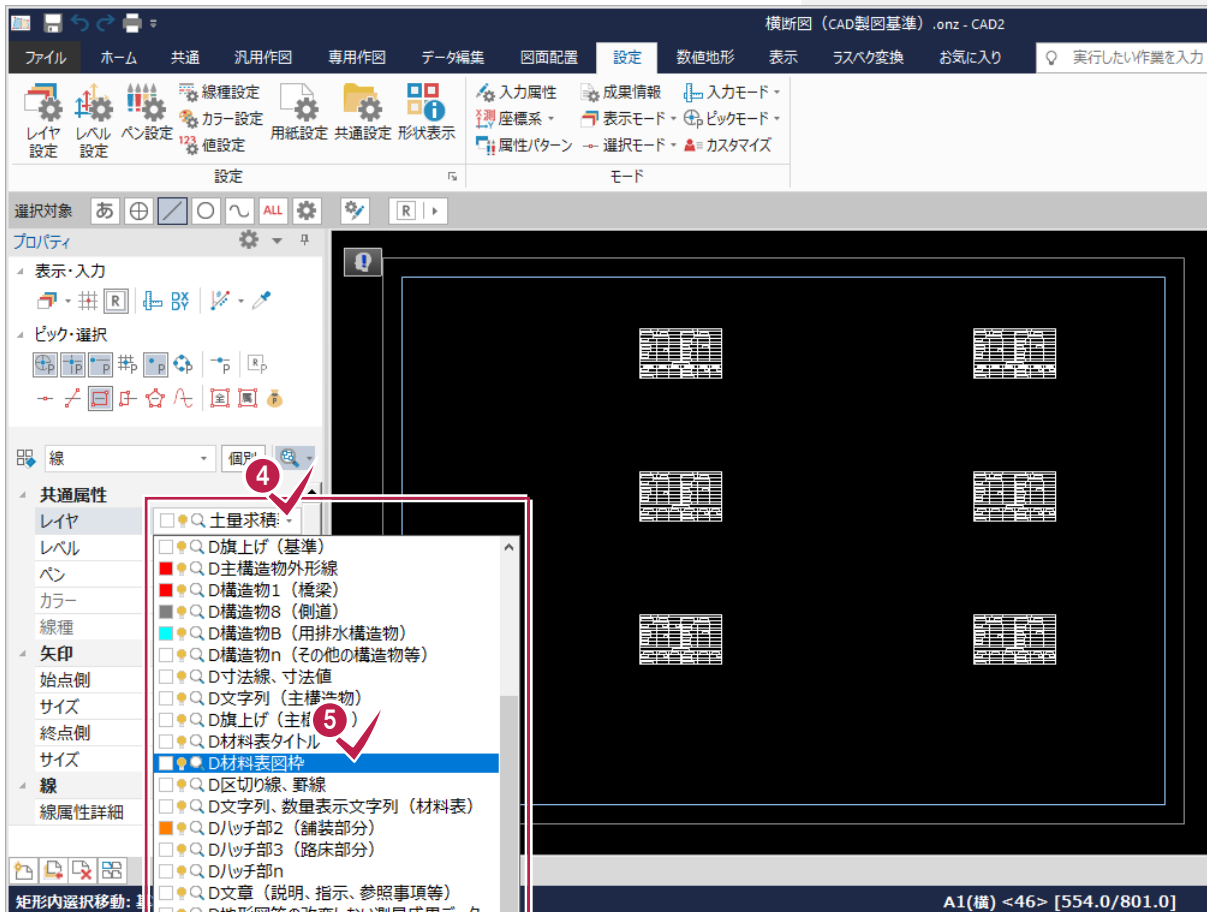 横断図（CAD製図基準）.onz - CAD2
ファイル ホーム 共通 汎用作図 専用作図 データ編集 図面配置 設定 数値地形 表示 ラスベク変換 お気に入り 実行したい作業を入力
レイヤ設定 レベル設定 ペン設定 線種設定 カラー設定 123 値設定 用紙設定 共通設定 形状表示
入力属性 成果情報 入力モード
座標系 表示モード ピックモード
属性パターン 選択モード カスタマイズ
設定 モード
選択対象 あ ALL R
プロパティ
表示・入力
R DX DY
ピック・選択
P P P P P P P R P
全 属 P
線 個別
4
共通属性
レイヤ 土量求積
レベル
ペン
カラー
線種
矢印
始点側
サイズ
終点側
サイズ
線
線属性詳細
D旗上げ（基準）
D主構造物外形線
D構造物1（橋梁）
D構造物8（側道）
D構造物B（用排水構造物）
D構造物n（その他の構造物等）
D寸法線、寸法値
D文字列（主構造物）
D旗上げ（主構 ）
5
D材料表タイトル
D材料表図枠
D区切り線、罫線
D文字列、数量表示文字列（材料表）
Dハッチ部2（舗装部分）
Dハッチ部3（路床部分）
Dハッチ部n
D文章（説明、指示、参照事項等）
矩形内選択移動: A1(横) <46> [554.0/801.0]